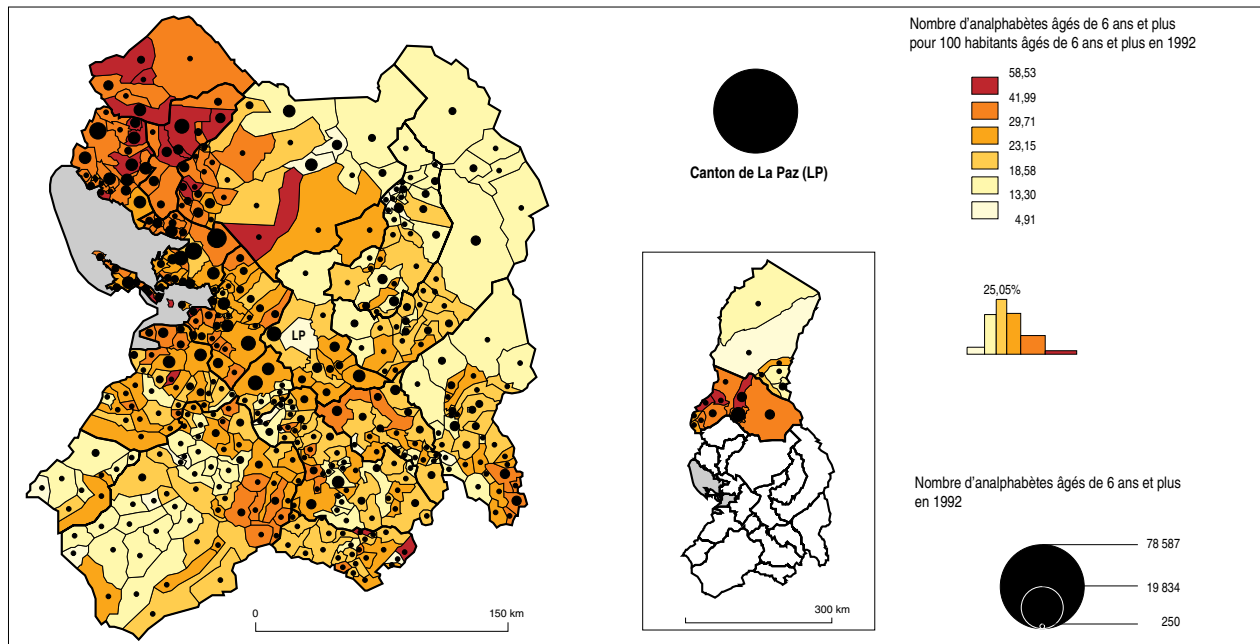 Nombre d'analphabètes âgés de 6 ans et plus
pour 100 habitants âgés de 6 ans et plus en 1992
58,53
41,99
29,71
23,15
18,58
13,30
4,91
Canton de La Paz (LP)
25,05%
LP
Nombre d'analphabètes âgés de 6 ans et plus
en 1992
78 587
19 834
250
0
150 km
300 km